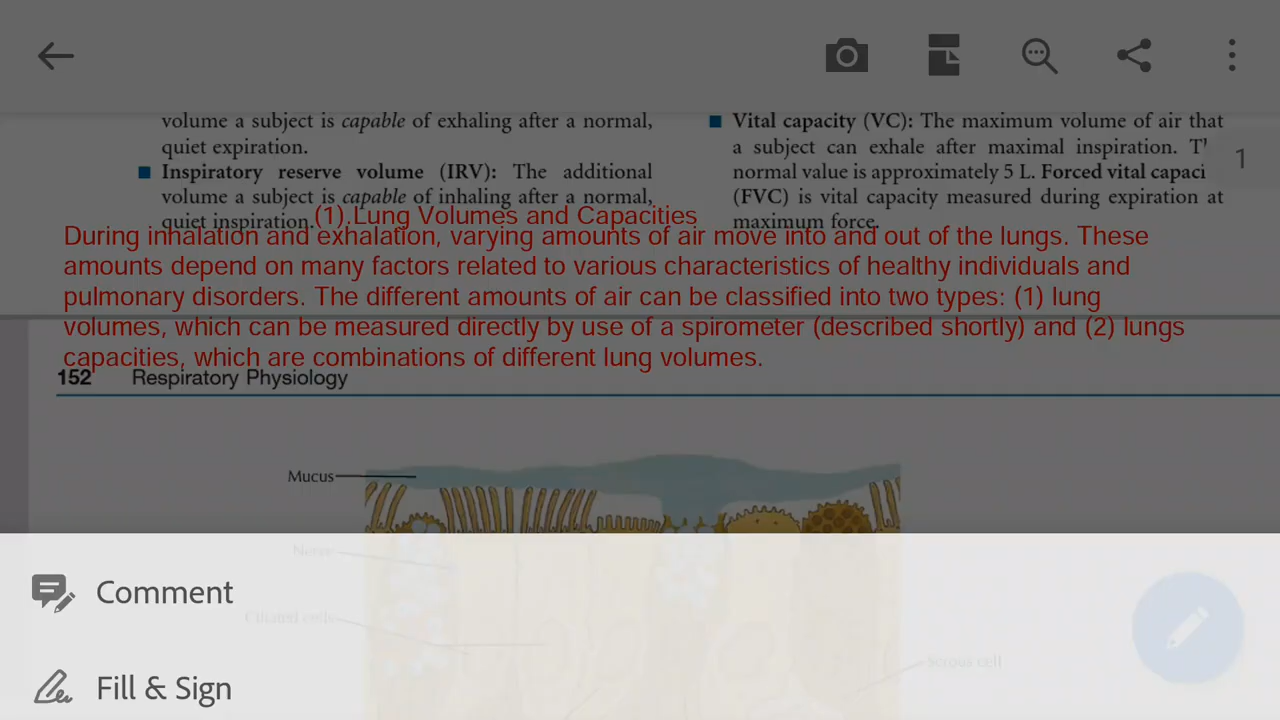 volume a subject is capable of exhaling after a normal,
quiet expiration.
Inspiratory reserve volume (IRV): The additional
volume a subject is capable of inhaling after a normal,
quiet inspiration.
Vital capacity (VC): The maximum volume of air that
a subject can exhale after maximal inspiration.
normal value is approximately 5 L. Forced vital
(FVC) is vital capacity measured during expiration at
maximum force.
1
(1).Lung Volumes and Capacities
During inhalation and exhalation, varying amounts of air move into and out of the lungs. These
amounts depend on many factors related to various characteristics of healthy individuals and
pulmonary disorders. The different amounts of air can be classified into two types: (1) lung
volumes, which can be measured directly by use of a spirometer (described shortly) and (2) lungs
capacities, which are combinations of different lung volumes.
152 Respiratory Physiology
Mucus
Nerve
Ciliated cells
Serous cell
Comment
Fill & Sign